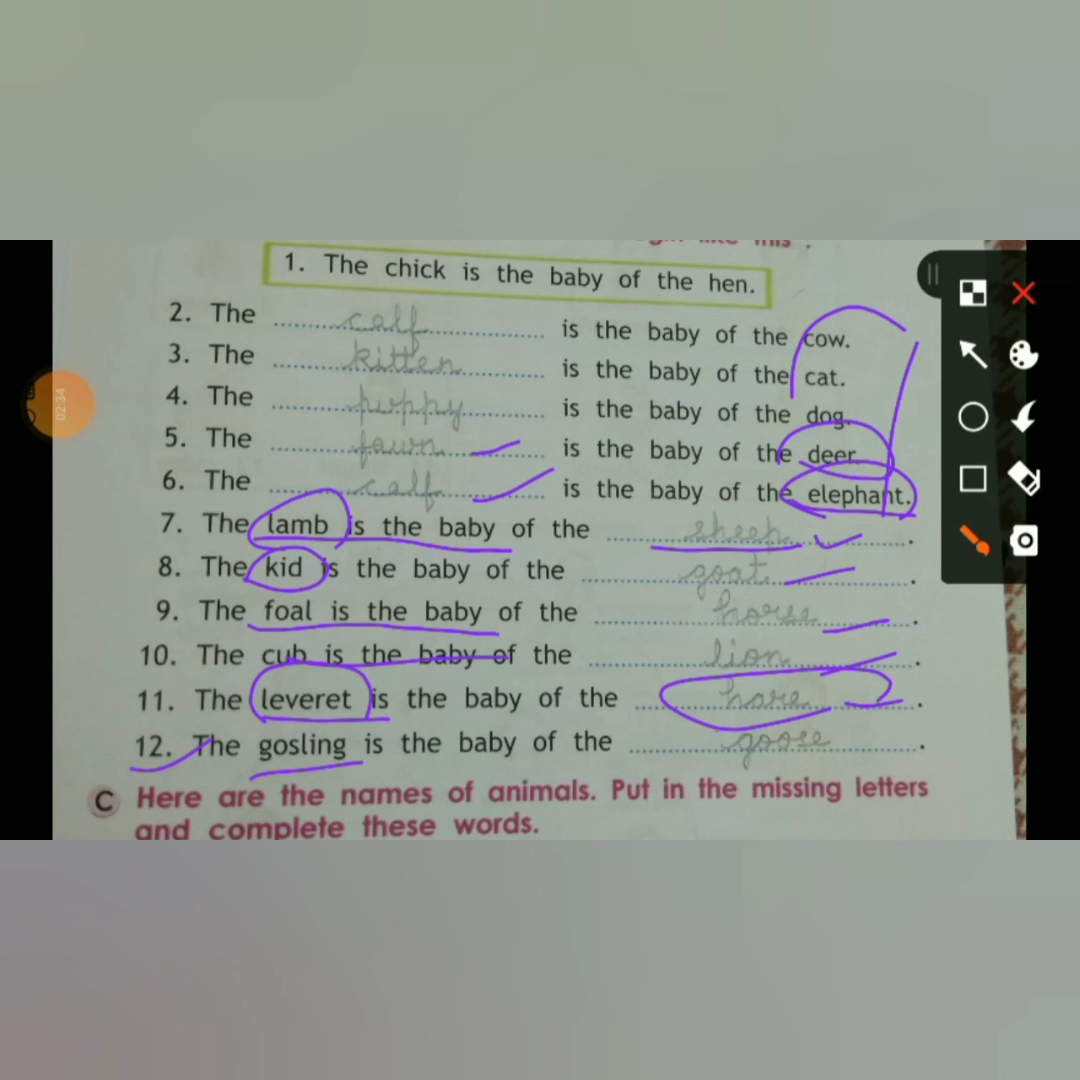 like this
1. The chick is the baby of the hen.
2. The calf is the baby of the cow.
3. The kitten is the baby of the cat.
4. The puppy is the baby of the dog.
5. The fawn is the baby of the deer.
6. The calf is the baby of the elephant.
7. The lamb is the baby of the sheep.
8. The kid is the baby of the goat.
9. The foal is the baby of the horse.
10. The cub is the baby of the lion.
11. The leveret is the baby of the hare.
12. The gosling is the baby of the goose.
C Here are the names of animals. Put in the missing letters
and complete these words.
02:34